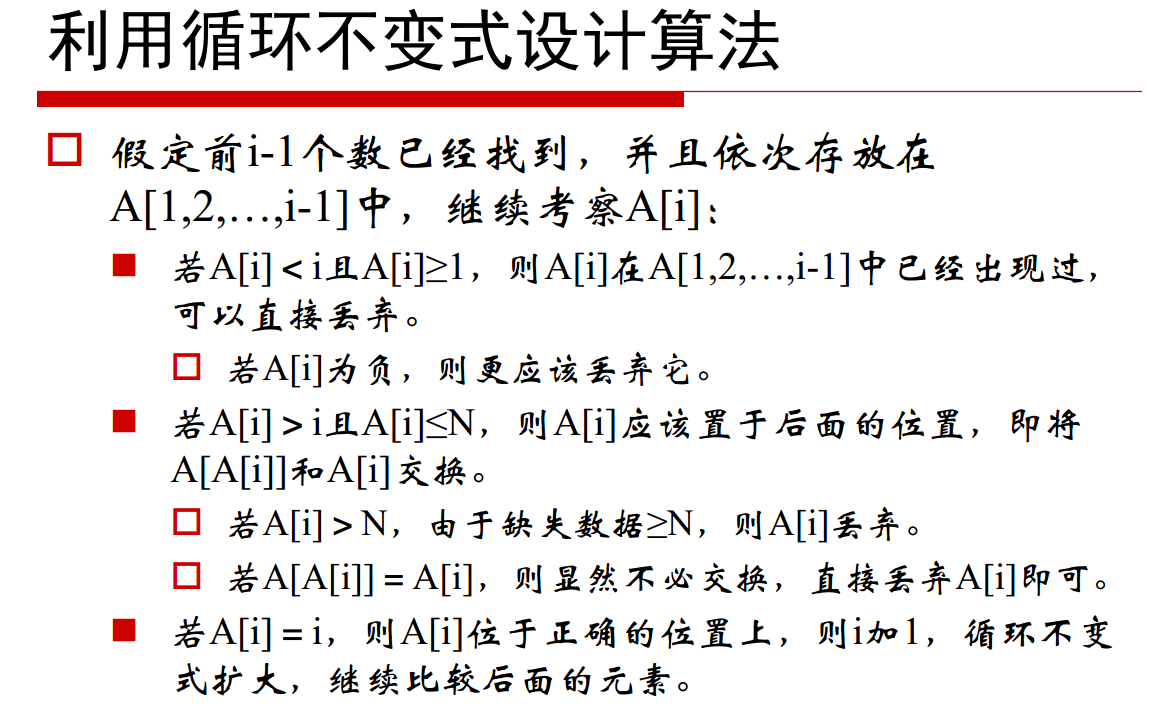 利用循环不变式设计算法
假定前i-1个数已经找到，并且依次存放在
A[1,2,…,i-1]中，继续考察A[i]：
若A[i] < i且A[i]≥1，则A[i]在A[1,2,…,i-1]中已经出现过，
可以直接丢弃。
若A[i]为负，则更应该丢弃它。
若A[i] > i且A[i]≤N，则A[i]应该置于后面的位置，即将
A[A[i]]和A[i]交换。
若A[i] > N，由于缺失数据≥N，则A[i]丢弃。
若A[A[i]] = A[i]，则显然不必交换，直接丢弃A[i]即可。
若A[i] = i，则A[i]位于正确的位置上，则i加1，循环不变
式扩大，继续比较后面的元素。